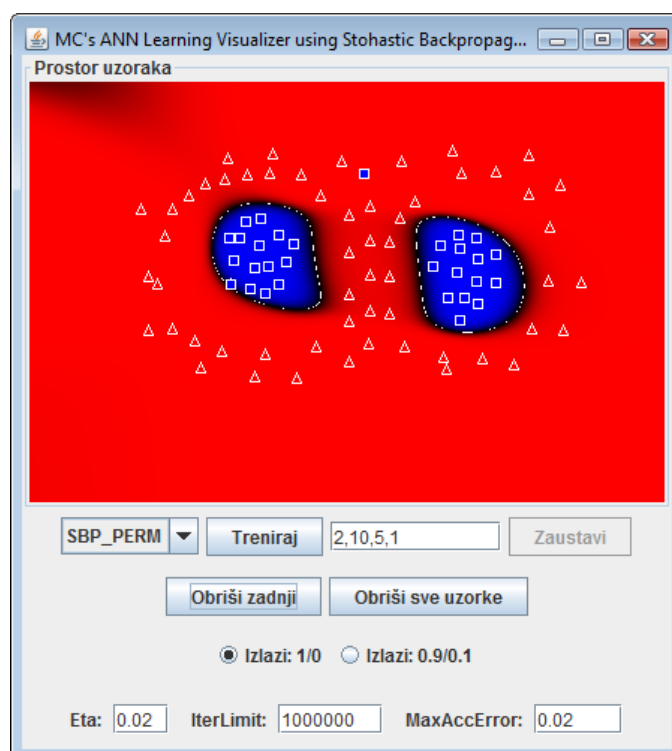 MC's ANN Learning Visualizer using Stohastic Backpropag...
Prostor uzoraka
SBP_PERM Treniraj 2,10,5,1 Zaustavi
Obriši zadnji Obriši sve uzorke
Izlazi: 1/0 Izlazi: 0.9/0.1
Eta: 0.02 IterLimit: 1000000 MaxAccError: 0.02